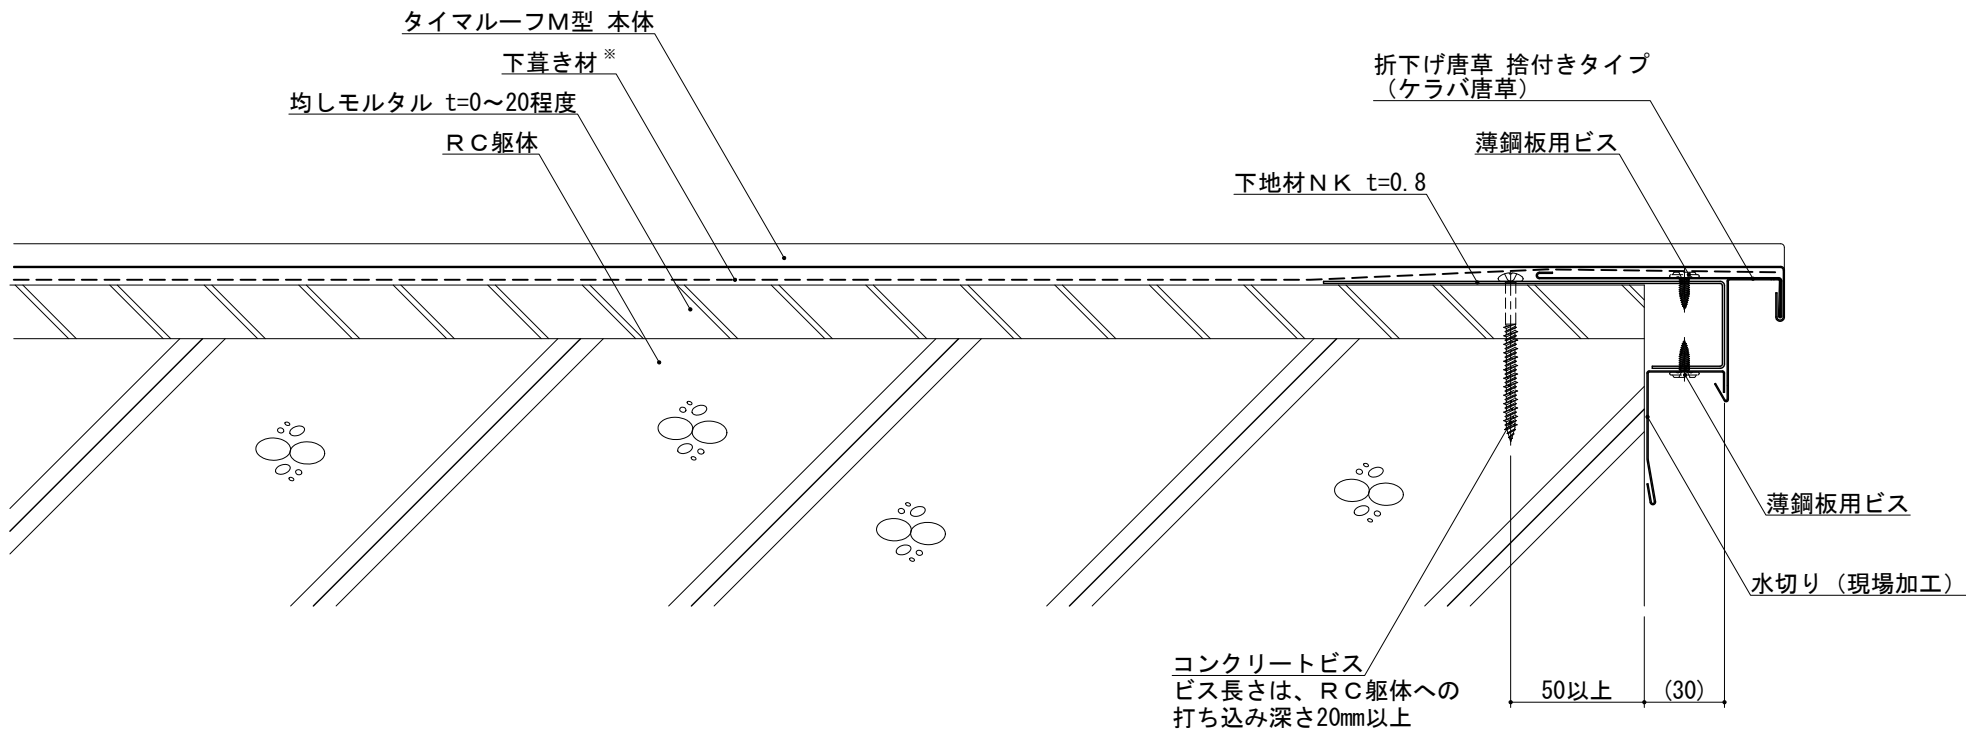 タイマルーフM型 本体
下葺き材※
均しモルタル t=0～20程度
RC躯体
折下げ唐草 捨付きタイプ
（ケラバ唐草）
薄鋼板用ビス
下地材NK t=0.8
薄鋼板用ビス
水切り（現場加工）
コンクリートビス
ビス長さは、RC躯体への
打ち込み深さ20mm以上
50以上
(30)